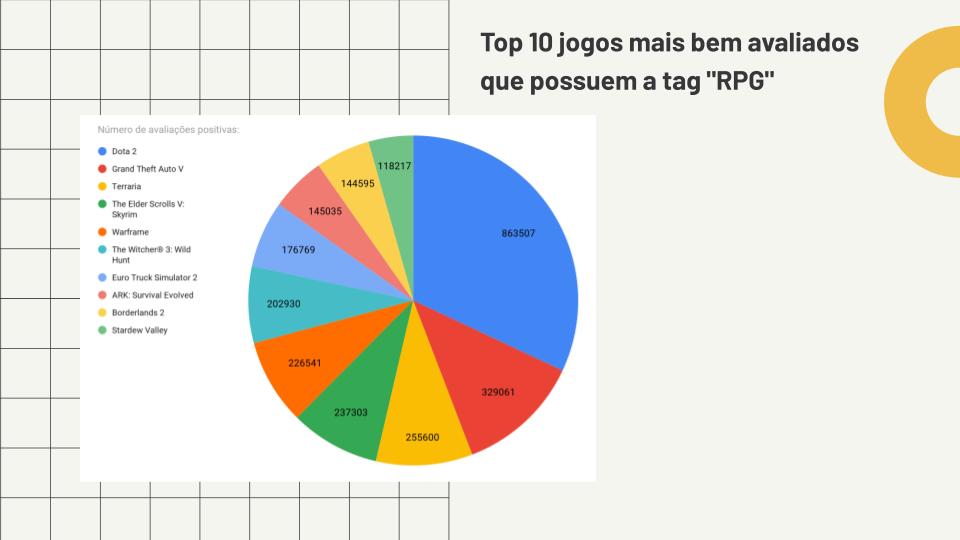 Top 10 jogos mais bem avaliados
que possuem a tag "RPG"
Número de avaliações positivas:
Dota 2
Grand Theft Auto V
Terraria
The Elder Scrolls V:
Skyrim
Warframe
The Witcher® 3: Wild
Hunt
Euro Truck Simulator 2
ARK: Survival Evolved
Borderlands 2
Stardew Valley
863507
329061
255600
237303
226541
202930
176769
145035
144595
118217